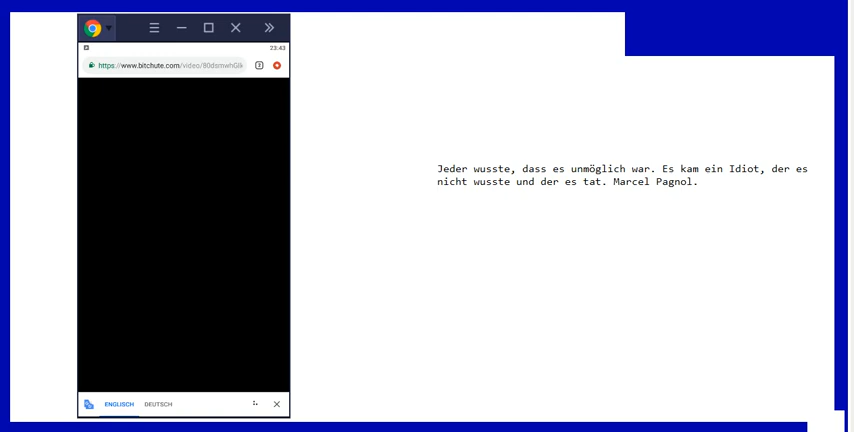 23:43
https://www.bitchute.com/video/80dsmwhGlk
2
Jeder wusste, dass es unmöglich war. Es kam ein Idiot, der es
nicht wusste und der es tat. Marcel Pagnol.
ENGLISCH DEUTSCH